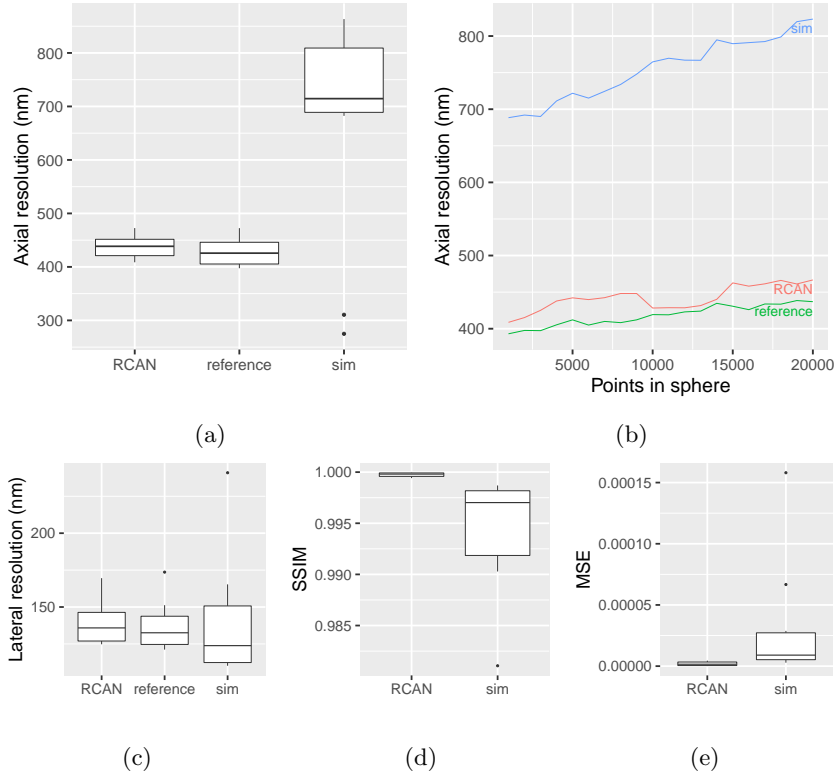 Axial resolution (nm)
800
700
600
500
400
300
RCAN
reference
sim
(a)
Axial resolution (nm)
800
700
600
500
400
sim
RCAN
reference
5000
10000
15000
20000
Points in sphere
(b)
Lateral resolution (nm)
200
150
RCAN
reference
sim
(c)
SSIM
1.000
0.995
0.990
0.985
RCAN
sim
(d)
MSE
0.00015
0.00010
0.00005
0.00000
RCAN
sim
(e)